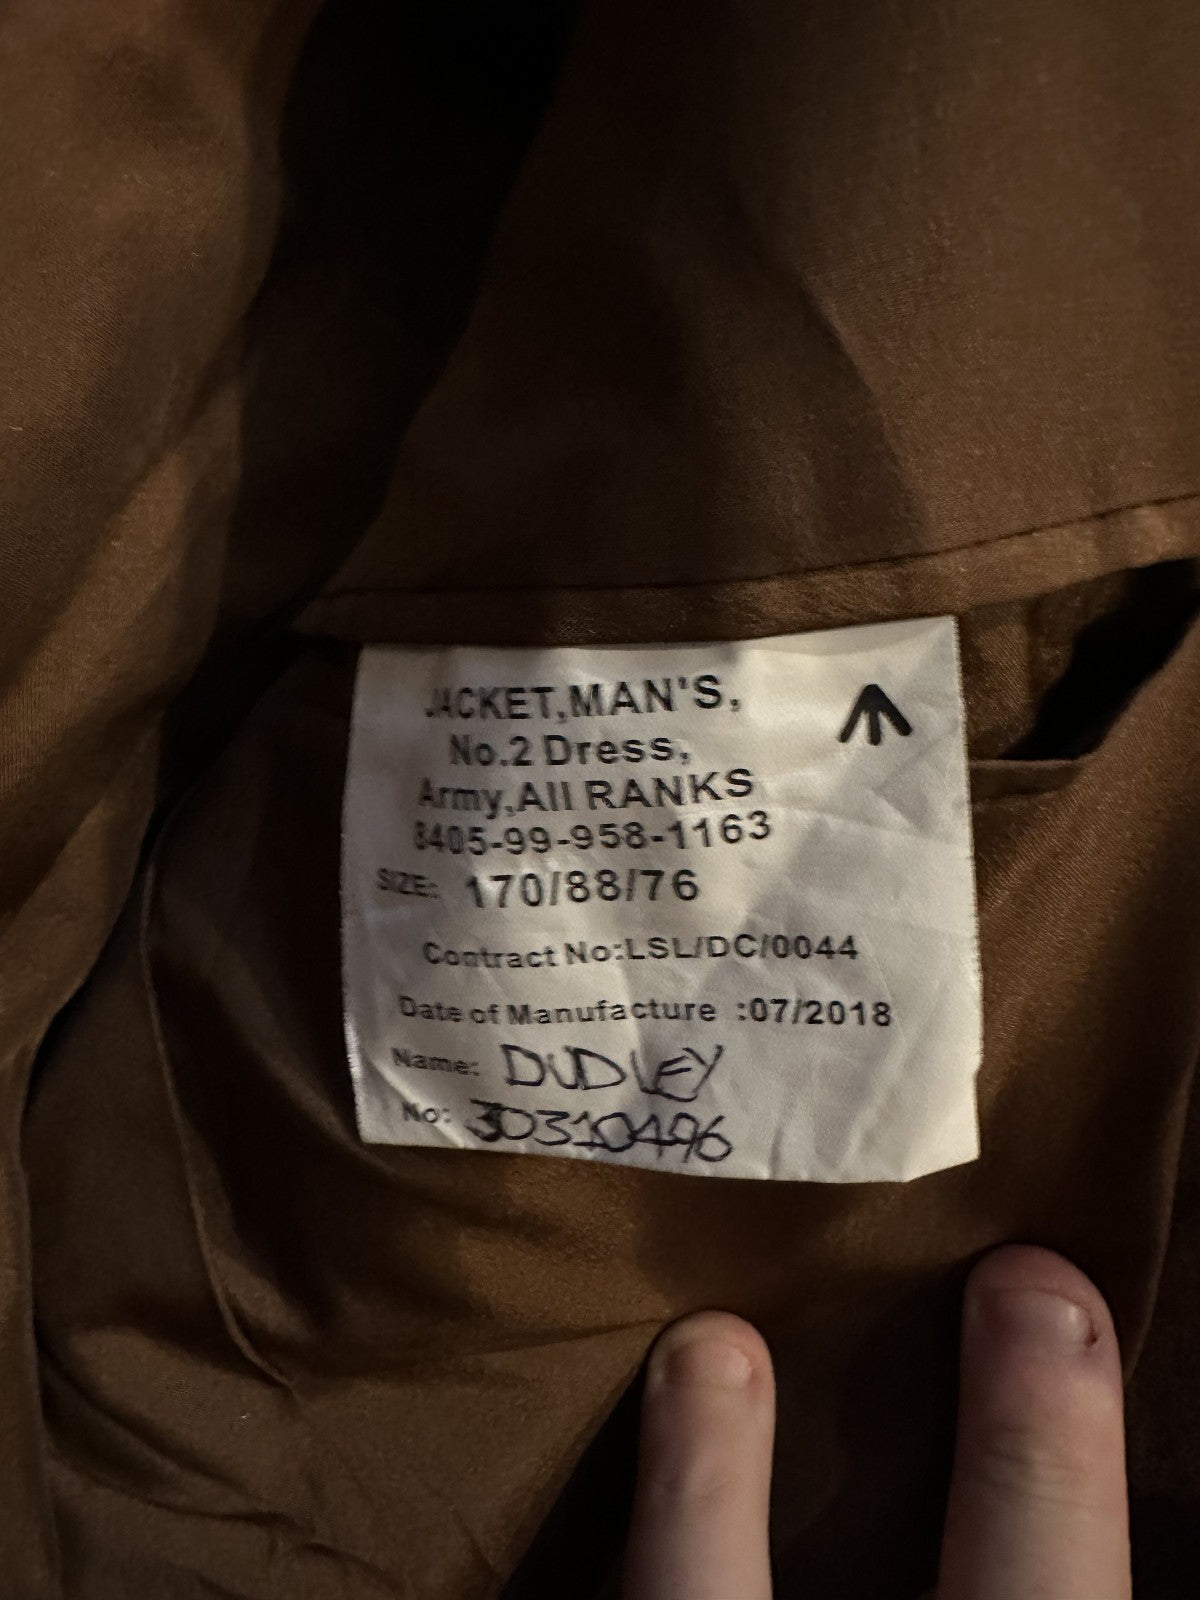 JACKET,MAN'S,
No.2 Dress,
Army,All RANKS
8405-99-958-1163
SIZE: 170/88/76
Contract No:LSL/DC/0044
Date of Manufacture :07/2018
Name: DUDLEY
No: 30310496